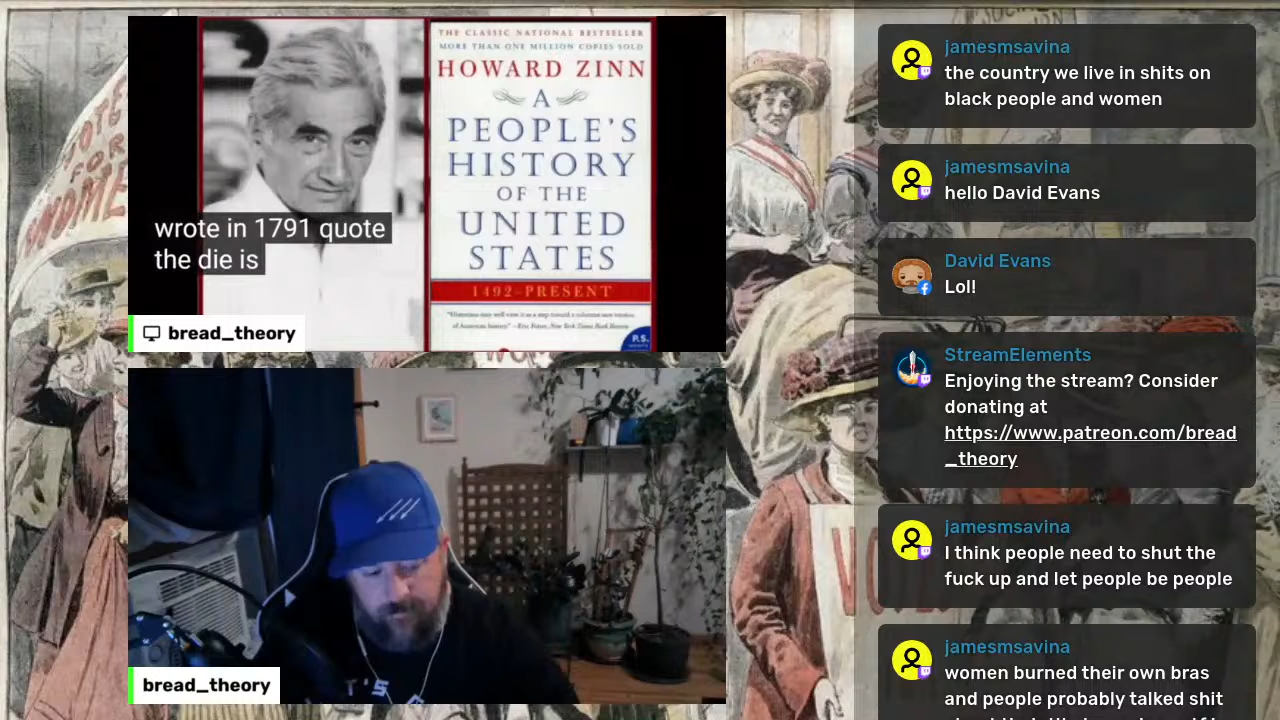 THE CLASSIC NATIONAL BESTSELLER
MORE THAN ONE MILLION COPIES SOLD
HOWARD ZINN
A
PEOPLE'S
HISTORY
OF THE
UNITED
STATES
1492–PRESENT
P.S.
wrote in 1791 quote
the die is
bread_theory
bread_theory
VOTE
FOR
WOMEN
jamesmsavina
the country we live in shits on
black people and women
jamesmsavina
hello David Evans
David Evans
Lol!
StreamElements
Enjoying the stream? Consider
donating at
https://www.patreon.com/bread
_theory
jamesmsavina
I think people need to shut the
fuck up and let people be people
jamesmsavina
women burned their own bras
and people probably talked shit